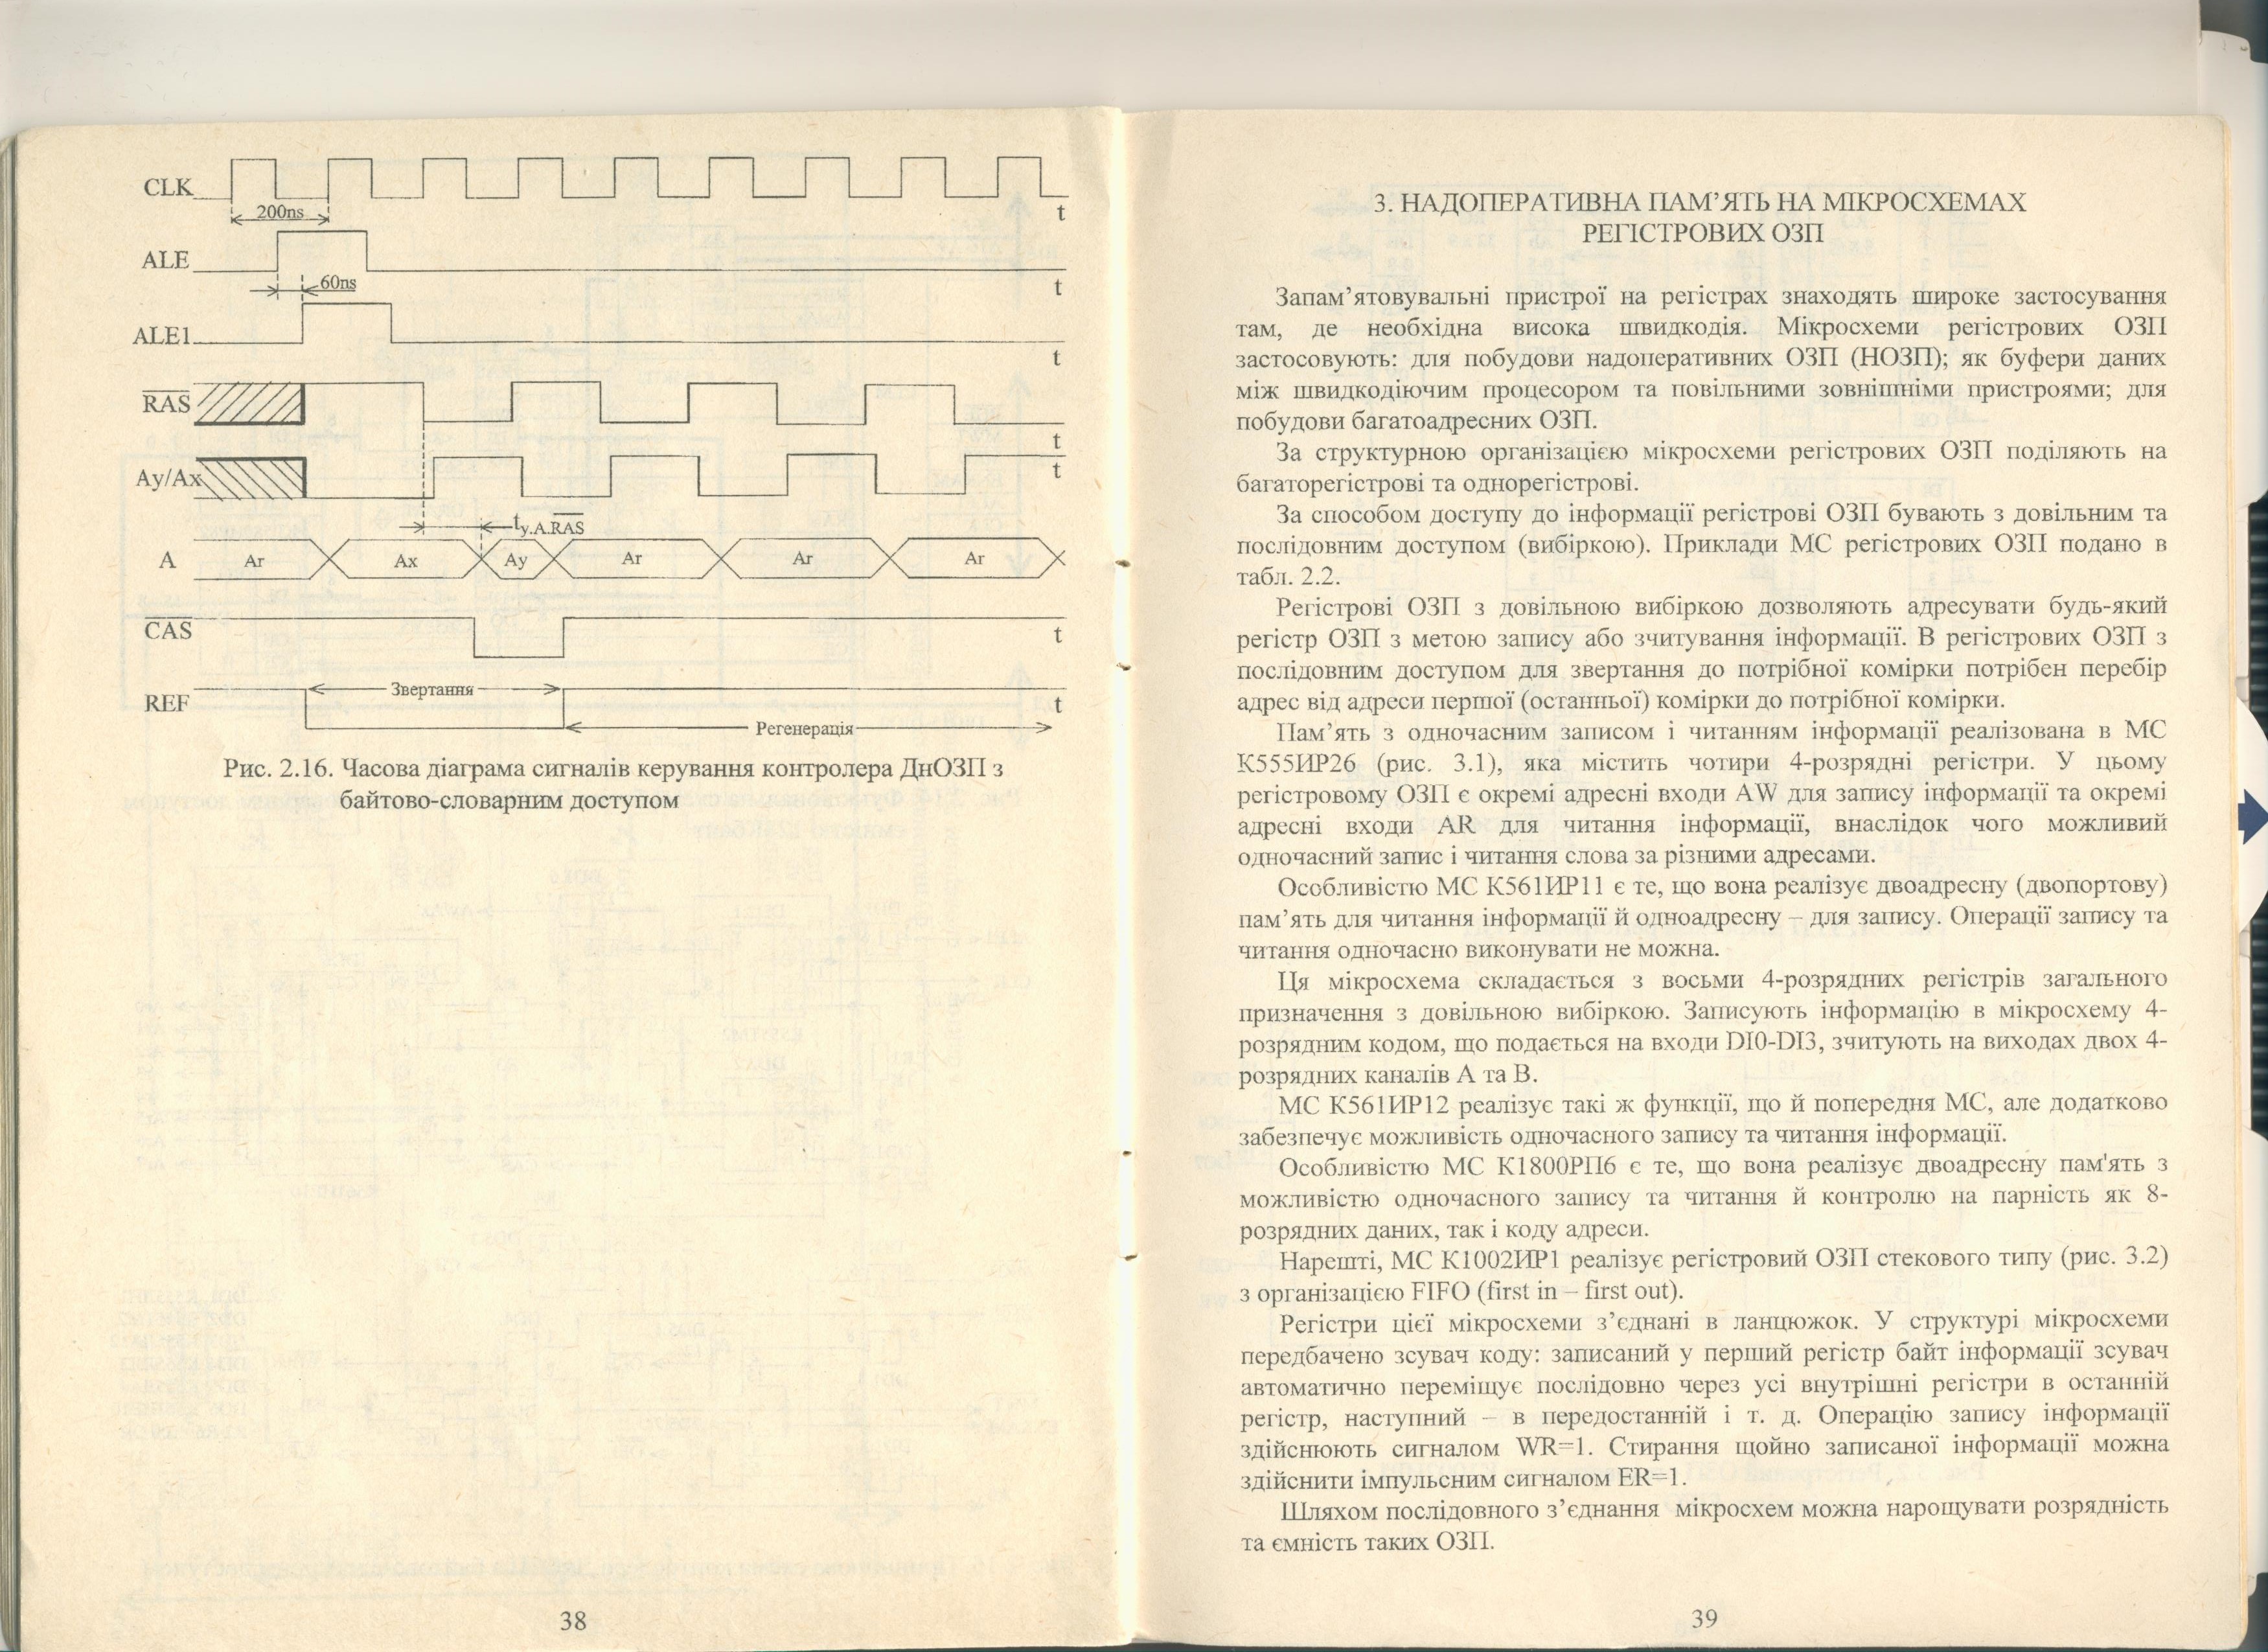 CLK
200ns
t
ALE
60ns
t
ALE1
t
RAS
t
Ay/Ax
t
ty.A.RAS
A
Ar
Ax
Ay
Ar
Ar
Ar
CAS
t
REF
Звертання
t
Регенерація
Рис. 2.16. Часова діаграма сигналів керування контролера ДнОЗП з
байтово-словарним доступом
38
3. НАДОПЕРАТИВНА ПАМ’ЯТЬ НА МІКРОСХЕМАХ
РЕГІСТРОВИХ ОЗП
Запам’ятовувальні пристрої на регістрах знаходять широке застосування
там, де необхідна висока швидкодія. Мікросхеми регістрових ОЗП
застосовують: для побудови надоперативних ОЗП (НОЗП); як буфери даних
між швидкодіючим процесором та повільними зовнішніми пристроями; для
побудови багатоадресних ОЗП.
За структурною організацією мікросхеми регістрових ОЗП поділяють на
багаторегістрові та однорегістрові.
За способом доступу до інформації регістрові ОЗП бувають з довільним та
послідовним доступом (вибіркою). Приклади МС регістрових ОЗП подано в
табл. 2.2.
Регістрові ОЗП з довільною вибіркою дозволяють адресувати будь-який
регістр ОЗП з метою запису або зчитування інформації. В регістрових ОЗП з
послідовним доступом для звертання до потрібної комірки потрібен перебір
адрес від адреси першої (останньої) комірки до потрібної комірки.
Пам’ять з одночасним записом і читанням інформації реалізована в МС
К555ИР26 (рис. 3.1), яка містить чотири 4-розрядні регістри. У цьому
регістровому ОЗП є окремі адресні входи AW для запису інформації та окремі
адресні входи AR для читання інформації, внаслідок чого можливий
одночасний запис і читання слова за різними адресами.
Особливістю МС К561ИР11 є те, що вона реалізує двоадресну (двопортову)
пам’ять для читання інформації й одноадресну – для запису. Операції запису та
читання одночасно виконувати не можна.
Ця мікросхема складається з восьми 4-розрядних регістрів загального
призначення з довільною вибіркою. Записують інформацію в мікросхему 4-
розрядним кодом, що подається на входи DI0-DI3, зчитують на виходах двох 4-
розрядних каналів А та В.
МС К561ИР12 реалізує такі ж функції, що й попередня МС, але додатково
забезпечує можливість одночасного запису та читання інформації.
Особливістю МС К1800РП6 є те, що вона реалізує двоадресну пам'ять з
можливістю одночасного запису та читання й контролю на парність як 8-
розрядних даних, так і коду адреси.
Нарешті, МС К1002ИР1 реалізує регістровий ОЗП стекового типу (рис. 3.2)
з організацією FIFO (first in – first out).
Регістри цієї мікросхеми з’єднані в ланцюжок. У структурі мікросхеми
передбачено зсувач коду: записаний у перший регістр байт інформації зсувач
автоматично переміщує послідовно через усі внутрішні регістри в останній
регістр, наступний – в передостанній і т. д. Операцію запису інформації
здійснюють сигналом WR=1. Стирання щойно записаної інформації можна
здійснити імпульсним сигналом ER=1.
Шляхом послідовного з’єднання мікросхем можна нарощувати розрядність
та ємність таких ОЗП.
39